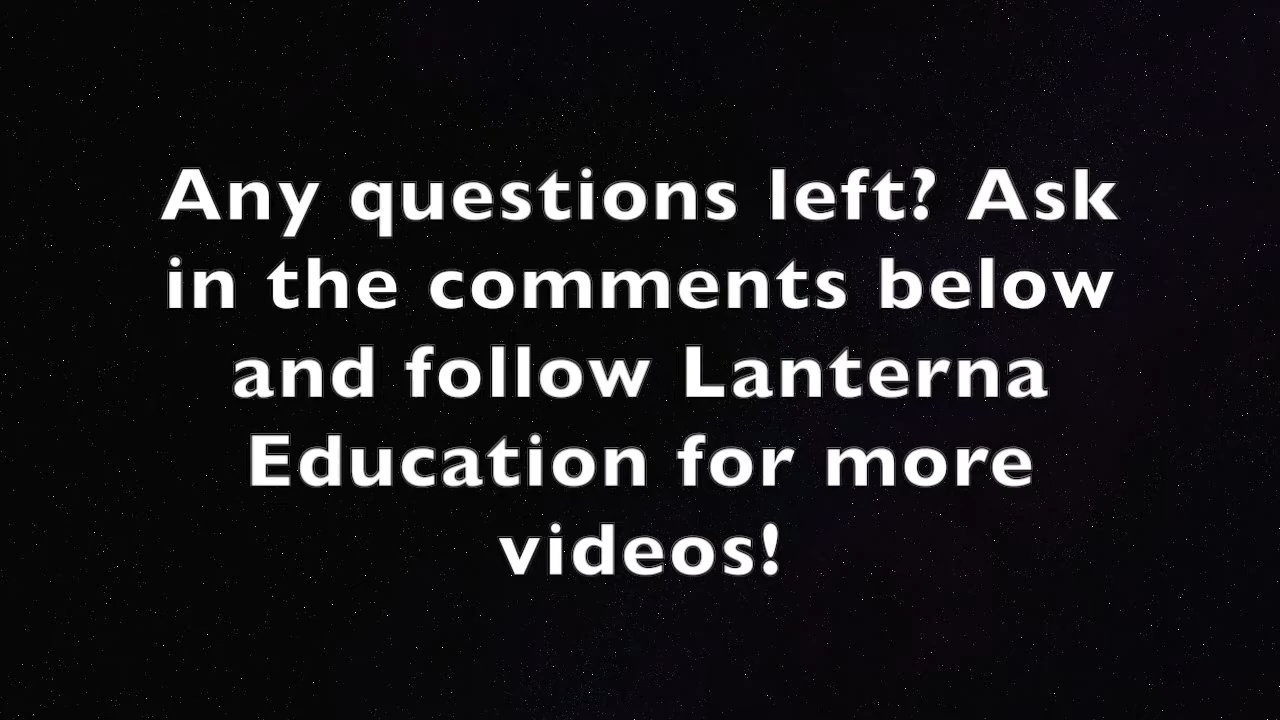 Any questions left? Ask
in the comments below
and follow Lanterna
Education for more
videos!